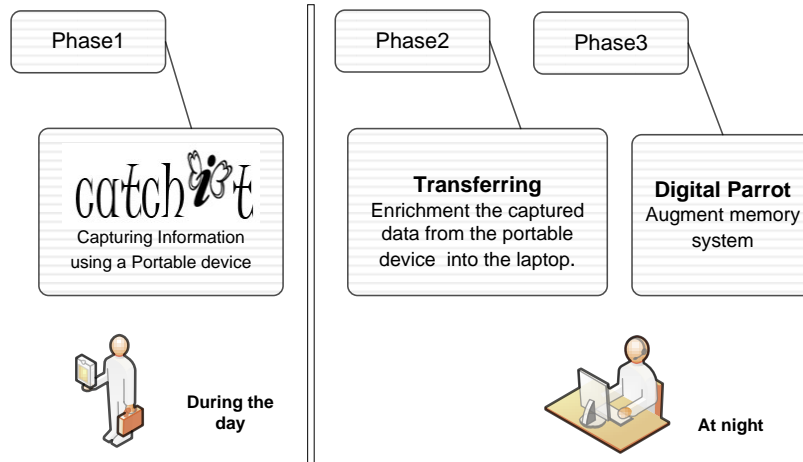 Phase1
Phase2
Phase3
catchit
Capturing Information
using a Portable device
Transferring
Enrichment the captured
data from the portable
device into the laptop.
Digital Parrot
Augment memory
system
During the
day
At night